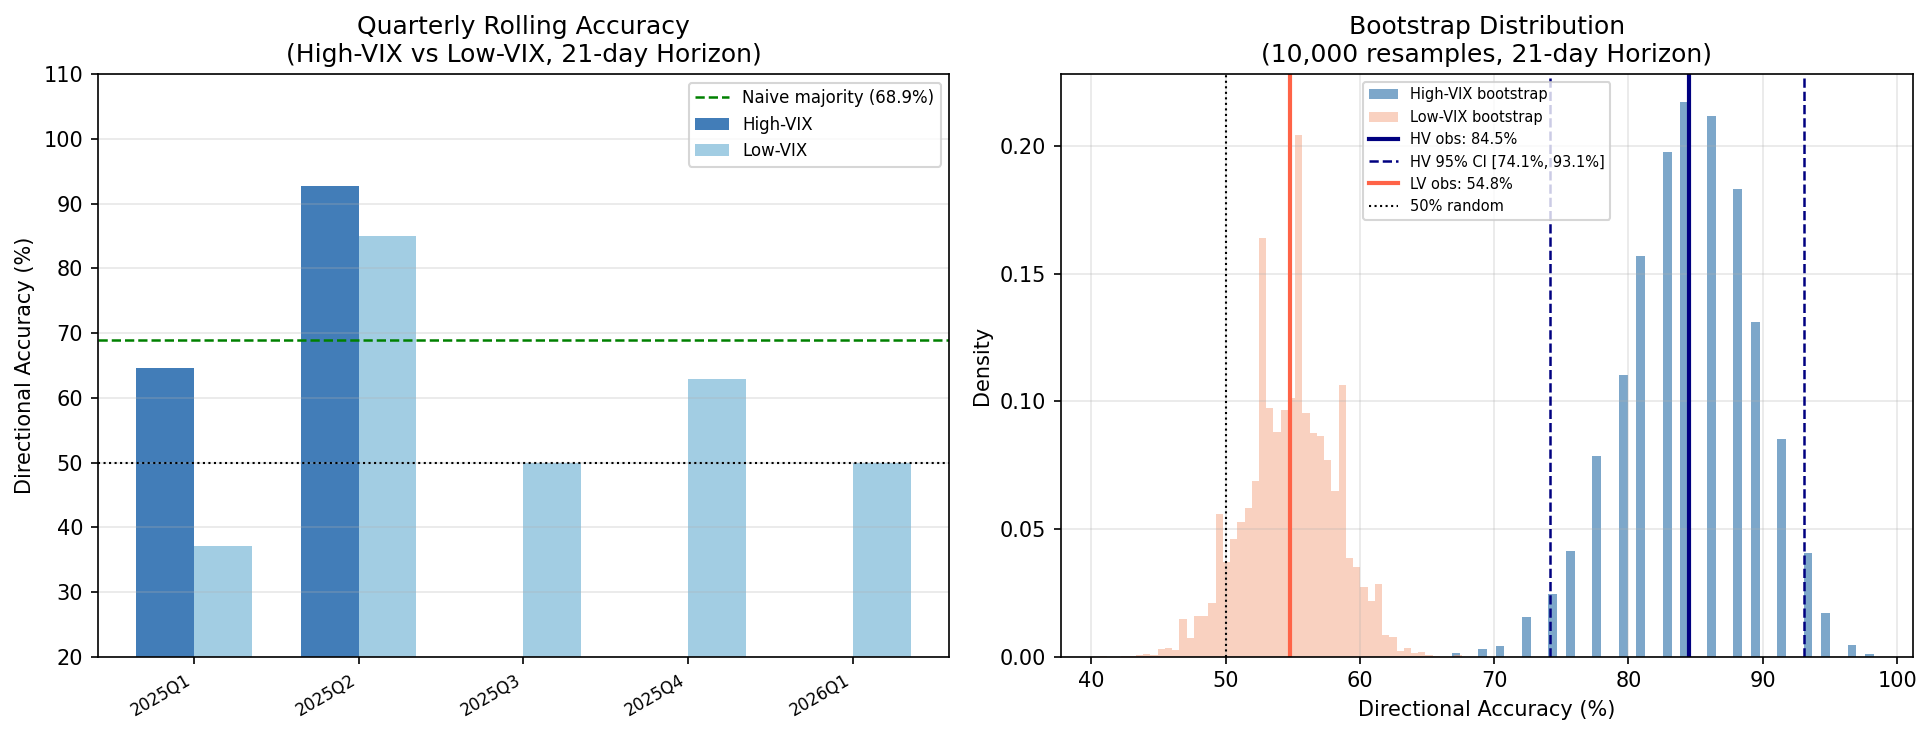 Quarterly Rolling Accuracy
(High-VIX vs Low-VIX, 21-day Horizon)
Directional Accuracy (%)
110
100
90
80
70
60
50
40
30
20
Naive majority (68.9%)
High-VIX
Low-VIX
2025Q1
2025Q2
2025Q3
2025Q4
2026Q1
Bootstrap Distribution
(10,000 resamples, 21-day Horizon)
Density
0.20
0.15
0.10
0.05
0.00
High-VIX bootstrap
Low-VIX bootstrap
HV obs: 84.5%
HV 95% CI [74.1%, 93.1%]
LV obs: 54.8%
50% random
40
50
60
70
80
90
100
Directional Accuracy (%)